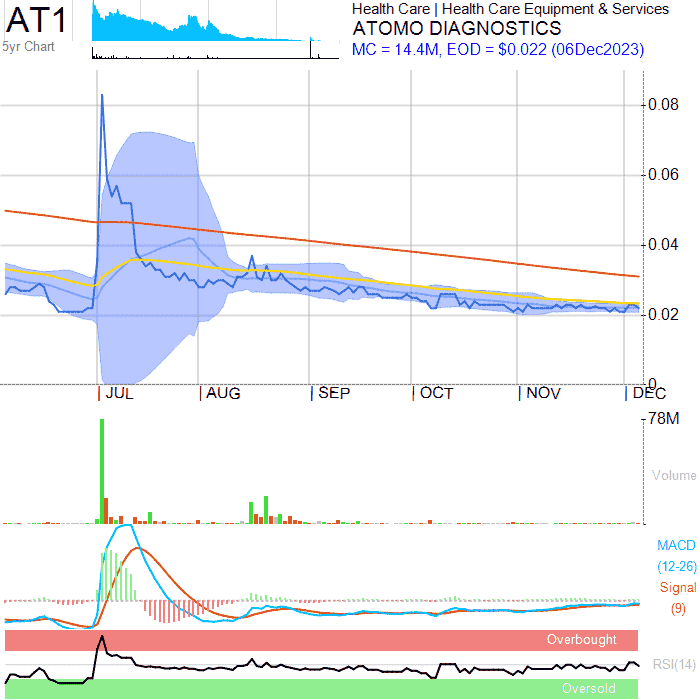 AT1
5yr Chart
Health Care | Health Care Equipment & Services
ATOMO DIAGNOSTICS
MC = 14.4M, EOD = $0.022 (06Dec2023)
0.08
0.06
0.04
0.02
0
JUL AUG SEP OCT NOV DEC
78M
Volume
MACD
(12-26)
Signal
(9)
Overbought
RSI(14)
Oversold